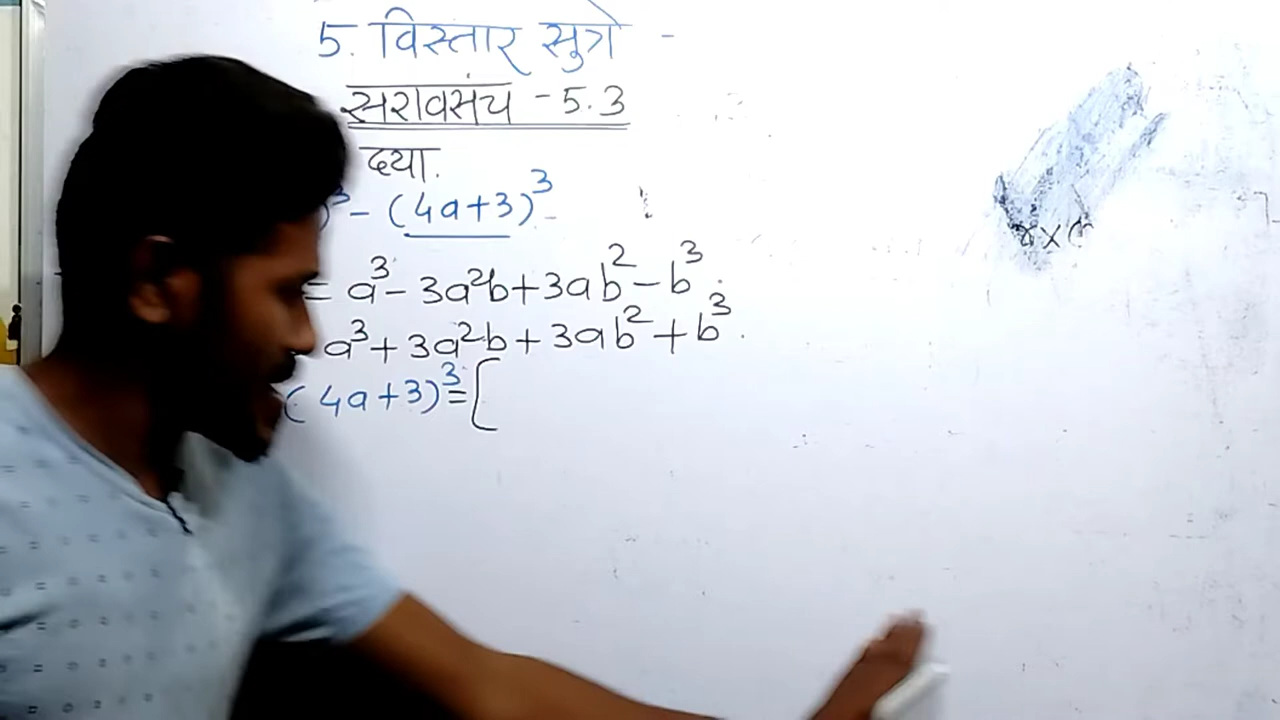 5. विस्तार सुत्रे -
सरावसंच - 5.3
द्या.
)³ - (4a+3)³
= a³ - 3a²b + 3ab² - b³.
a³ + 3a²b + 3ab² + b³.
(4a+3)³ = [